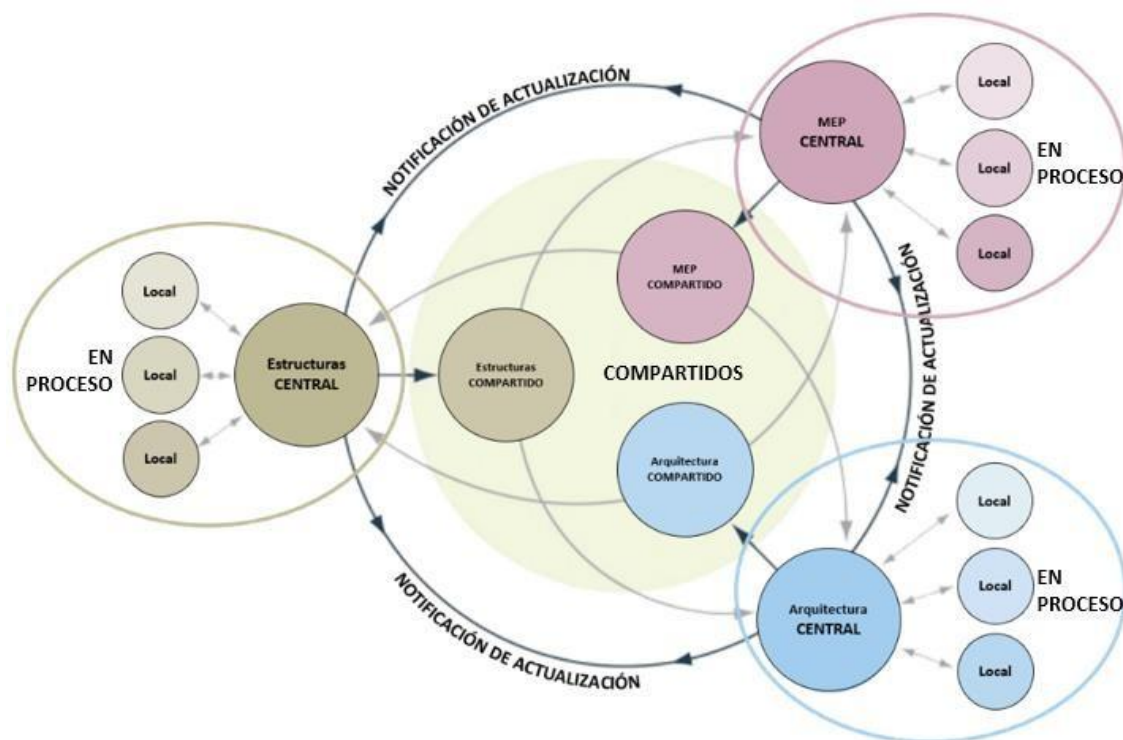 NOTIFICACIÓN DE ACTUALIZACIÓN
MEP
CENTRAL
Local
Local
Local
EN
PROCESO
NOTIFICACIÓN DE ACTUALIZACIÓN
MEP
COMPARTIDO
Local
Local
Local
EN
PROCESO
Estructuras
CENTRAL
Estructuras
COMPARTIDO
COMPARTIDOS
Arquitectura
COMPARTIDO
NOTIFICACIÓN DE ACTUALIZACIÓN
Arquitectura
CENTRAL
Local
Local
Local
EN
PROCESO